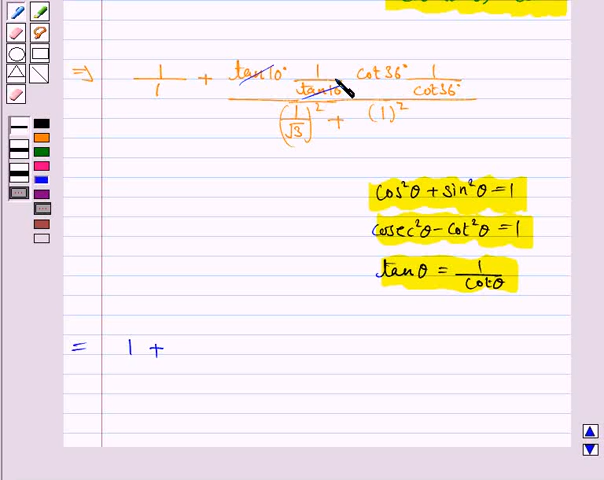 ⇒ 1/1 + (tan10° 1/tan10° cot36° 1/cot36°) / ((1/√3)² + (1)²)
cos²θ + sin²θ = 1
cosec²θ - cot²θ = 1
tanθ = 1/cotθ
= 1 +